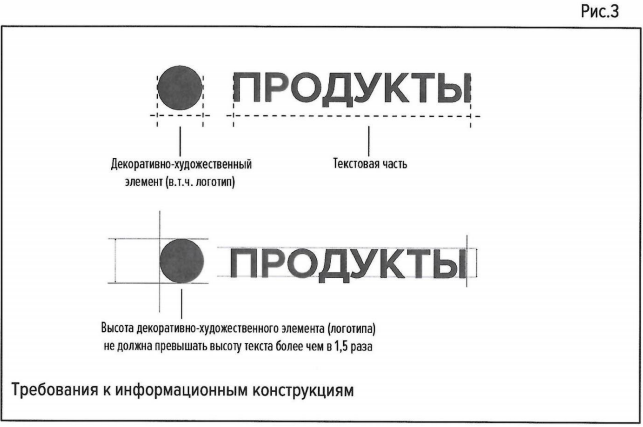 Рис.3
ПРОДУКТЫ
Декоративно-художественный
элемент (в.т.ч. логотип)
Текстовая часть
ПРОДУКТЫ
Высота декоративно-художественного элемента (логотипа)
не должна превышать высоту текста более чем в 1,5 раза
Требования к информационным конструкциям